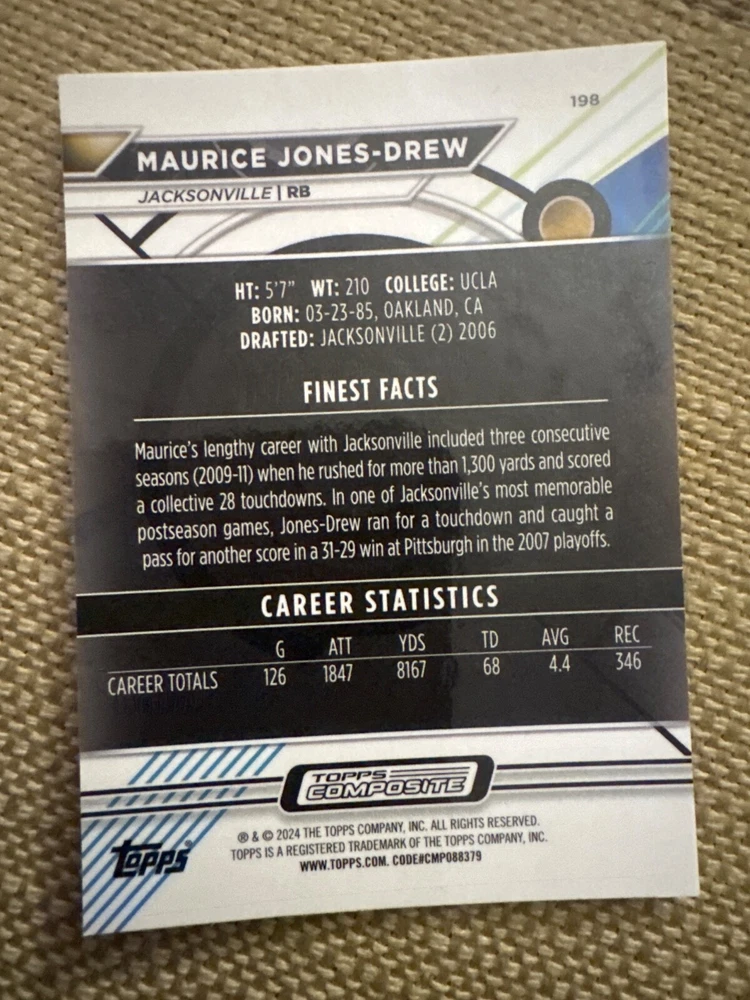 198
MAURICE JONES-DREW
JACKSONVILLE | RB
HT: 5'7" WT: 210 COLLEGE: UCLA
BORN: 03-23-85, OAKLAND, CA
DRAFTED: JACKSONVILLE (2) 2006
FINEST FACTS
Maurice's lengthy career with Jacksonville included three consecutive
seasons (2009-11) when he rushed for more than 1,300 yards and scored
a collective 28 touchdowns. In one of Jacksonville's most memorable
postseason games, Jones-Drew ran for a touchdown and caught a
pass for another score in a 31-29 win at Pittsburgh in the 2007 playoffs.
CAREER STATISTICS
G ATT YDS TD AVG REC
CAREER TOTALS 126 1847 8167 68 4.4 346
TOPPS
COMPOSITE
Topps
® & © 2024 THE TOPPS COMPANY, INC. ALL RIGHTS RESERVED.
TOPPS IS A REGISTERED TRADEMARK OF THE TOPPS COMPANY, INC.
WWW.TOPPS.COM. CODE#CMP088379